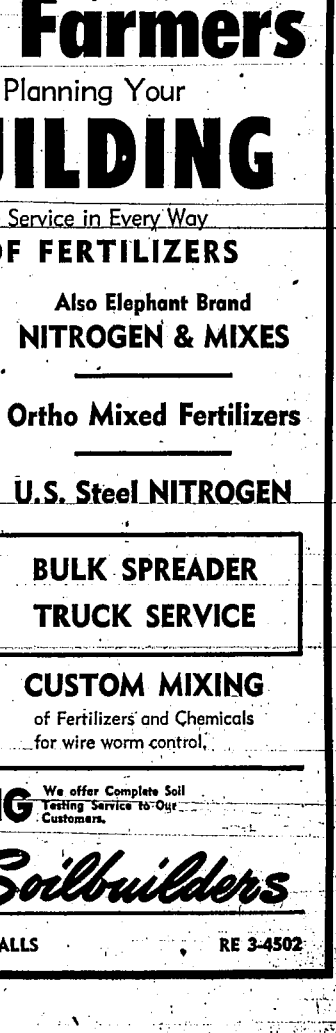 Farmers
Planning Your
ILDING
Service in Every Way
OF FERTILIZERS
Also Elephant Brand
NITROGEN & MIXES
Ortho Mixed Fertilizers
U.S. Steel NITROGEN
BULK SPREADER
TRUCK SERVICE
CUSTOM MIXING
of Fertilizers and Chemicals
for wire worm control.
G We offer Complete Soil
Testing Service to Our
Customers.
Soilbuilders
ALLS RE 3-4502